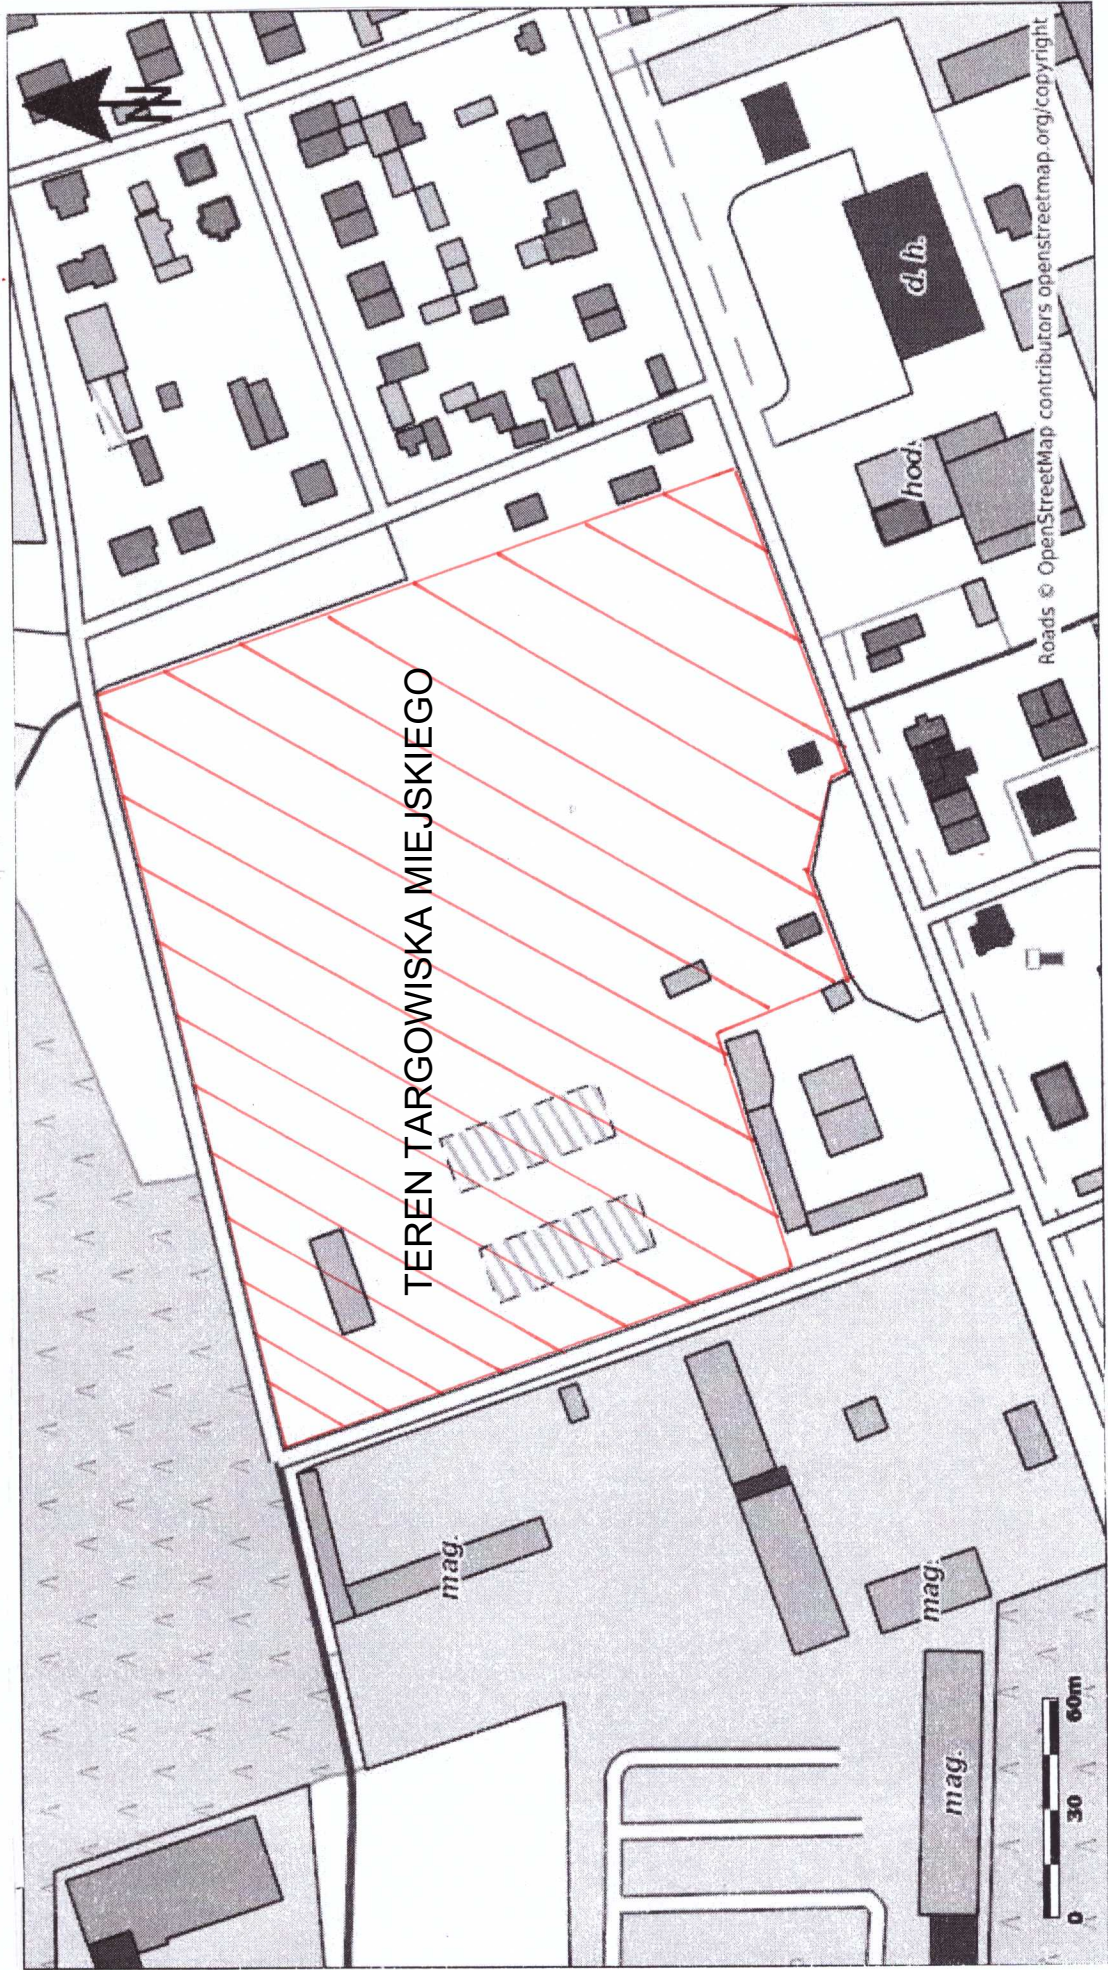 N
TEREN TARGOWISKA MIEJSKIEGO
d. h.
hod.
mag.
mag.
mag.
0 30 60m
Roads © OpenStreetMap contributors openstreetmap.org/copyright